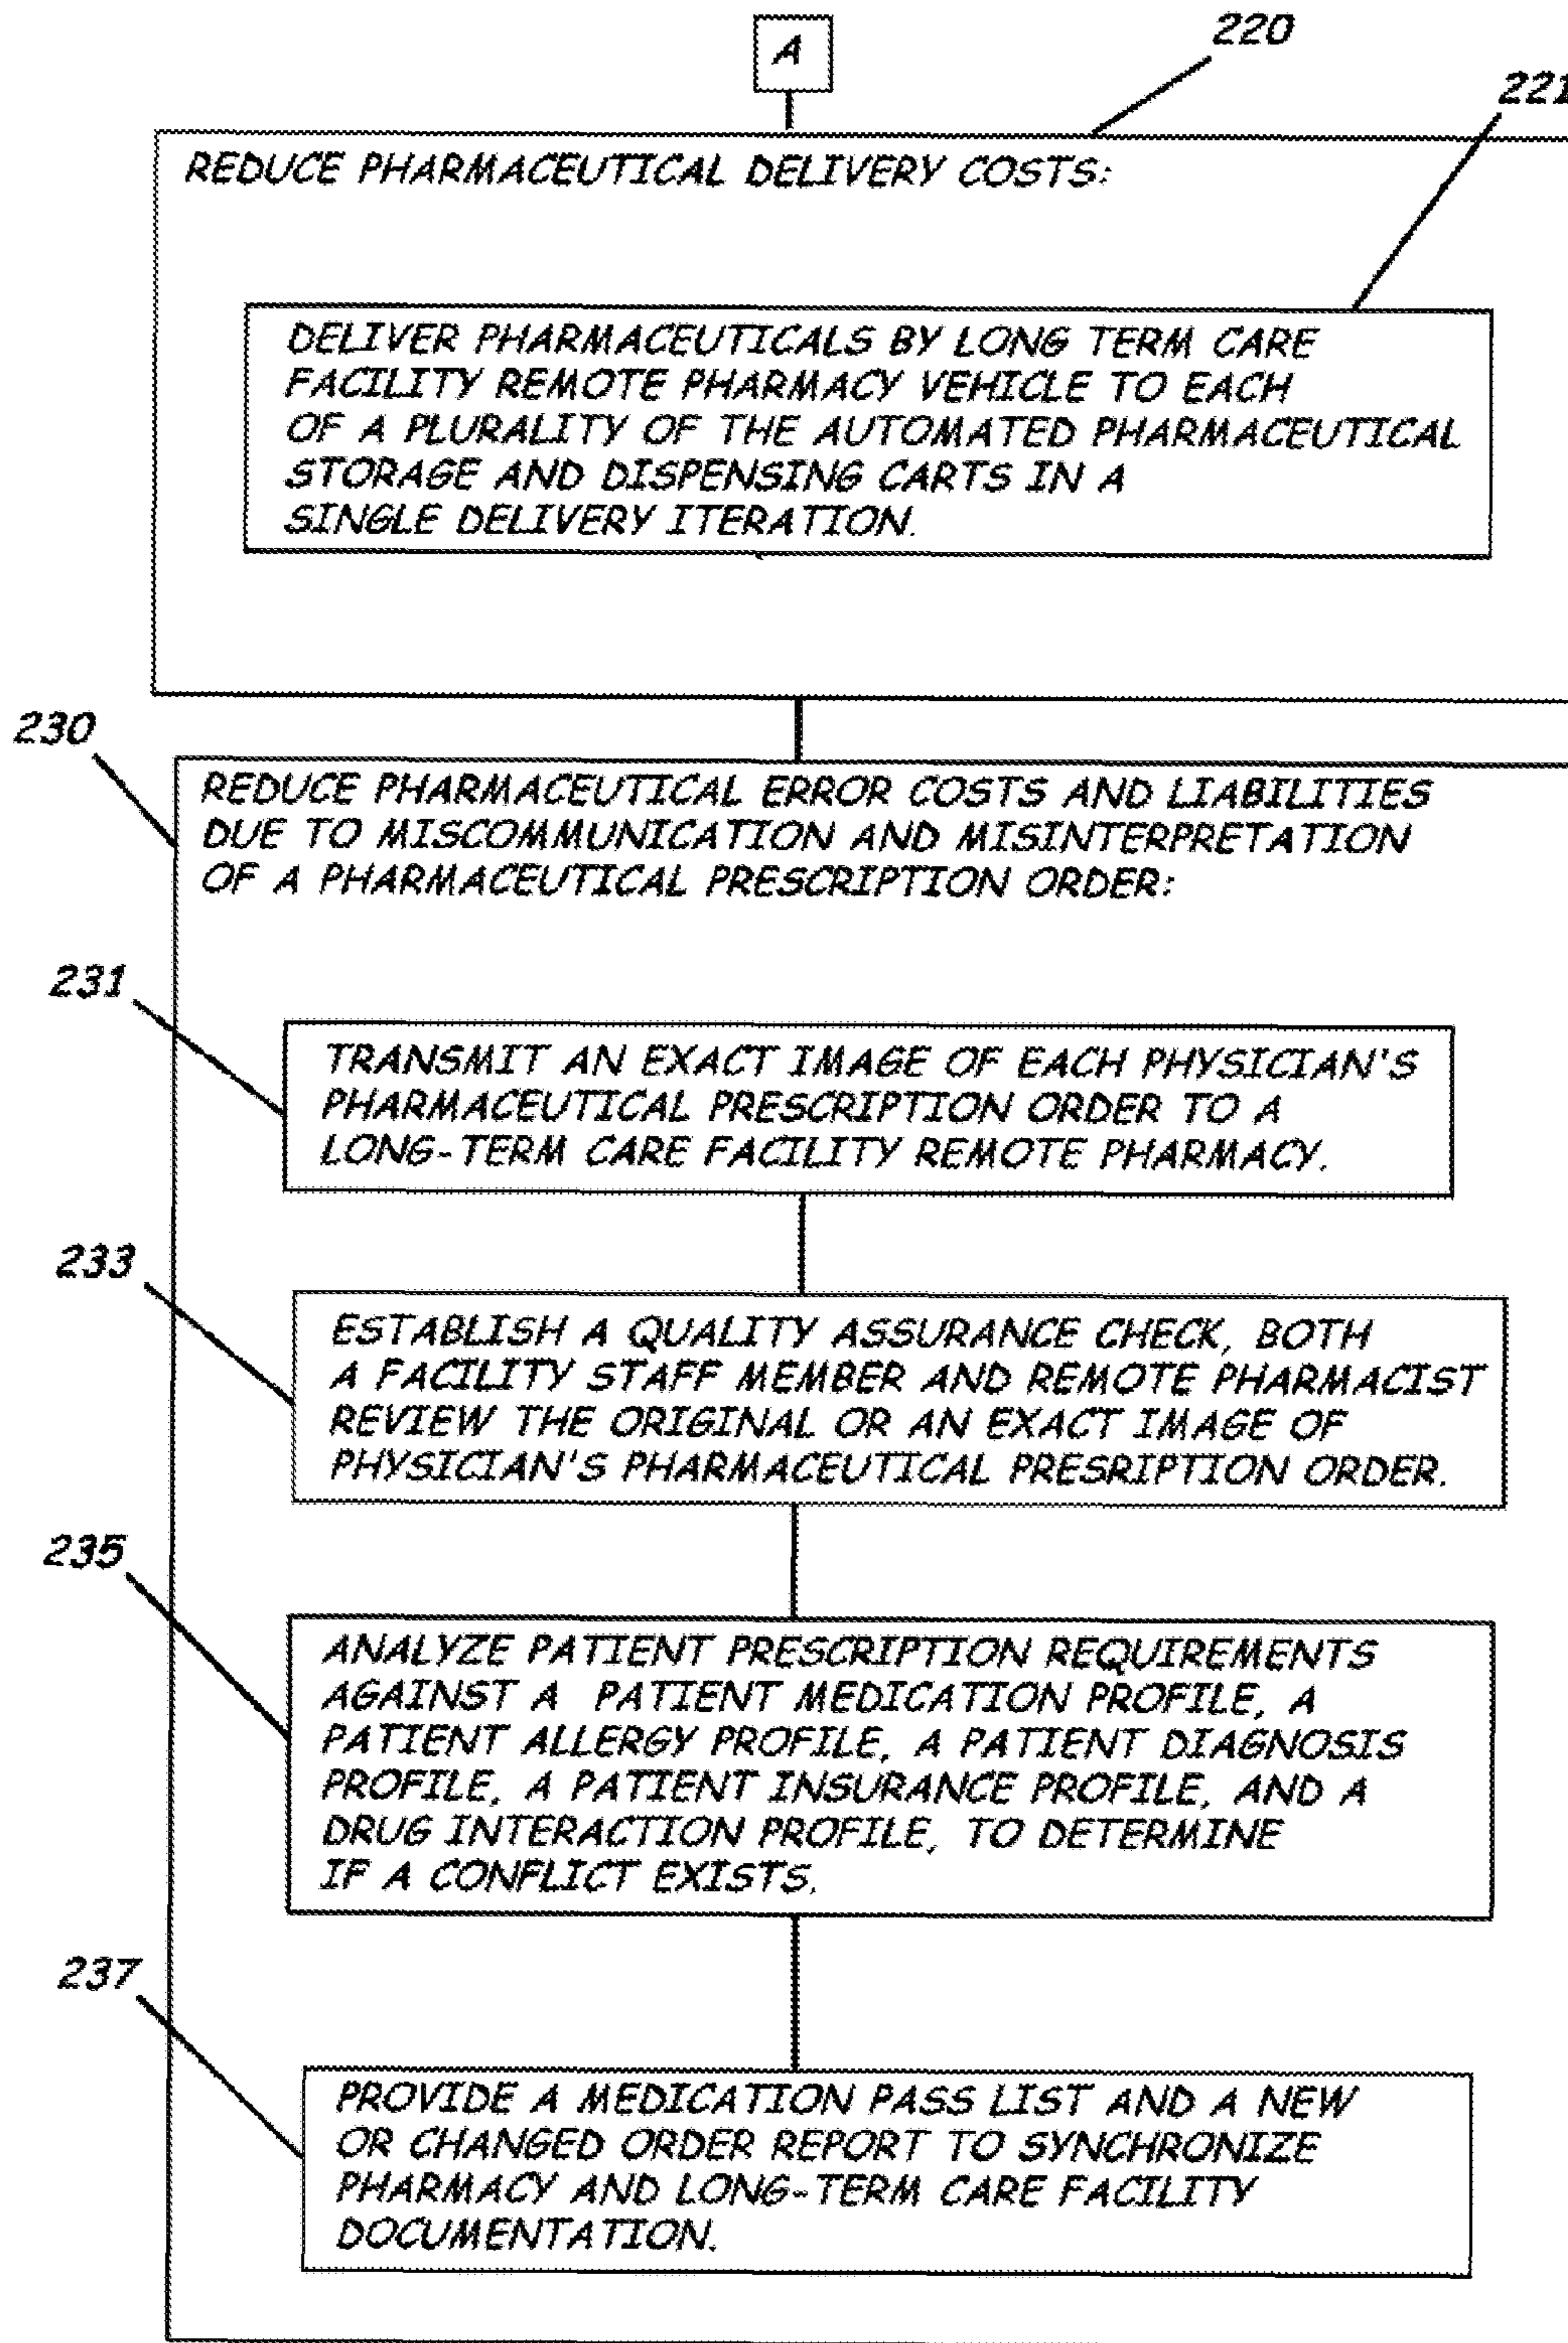 A
220
221
REDUCE PHARMACEUTICAL DELIVERY COSTS:
DELIVER PHARMACEUTICALS BY LONG TERM CARE
FACILITY REMOTE PHARMACY VEHICLE TO EACH
OF A PLURALITY OF THE AUTOMATED PHARMACEUTICAL
STORAGE AND DISPENSING CARTS IN A
SINGLE DELIVERY ITERATION.
230
REDUCE PHARMACEUTICAL ERROR COSTS AND LIABILITIES
DUE TO MISCOMMUNICATION AND MISINTERPRETATION
OF A PHARMACEUTICAL PRESCRIPTION ORDER:
231
TRANSMIT AN EXACT IMAGE OF EACH PHYSICIAN'S
PHARMACEUTICAL PRESCRIPTION ORDER TO A
LONG-TERM CARE FACILITY REMOTE PHARMACY.
233
ESTABLISH A QUALITY ASSURANCE CHECK, BOTH
A FACILITY STAFF MEMBER AND REMOTE PHARMACIST
REVIEW THE ORIGINAL OR AN EXACT IMAGE OF
PHYSICIAN'S PHARMACEUTICAL PRESRIPTION ORDER.
235
ANALYZE PATIENT PRESCRIPTION REQUIREMENTS
AGAINST A PATIENT MEDICATION PROFILE, A
PATIENT ALLERGY PROFILE, A PATIENT DIAGNOSIS
PROFILE, A PATIENT INSURANCE PROFILE, AND A
DRUG INTERACTION PROFILE, TO DETERMINE
IF A CONFLICT EXISTS.
237
PROVIDE A MEDICATION PASS LIST AND A NEW
OR CHANGED ORDER REPORT TO SYNCHRONIZE
PHARMACY AND LONG-TERM CARE FACILITY
DOCUMENTATION.